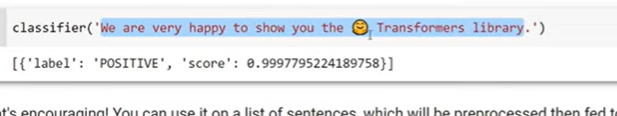 classifier('We are very happy to show you the 🤗 Transformers library.')
[{'label': 'POSITIVE', 'score': 0.9997795224189758}]
t's encouraging! You can use it on a list of sentences, which will be preprocessed then fed to